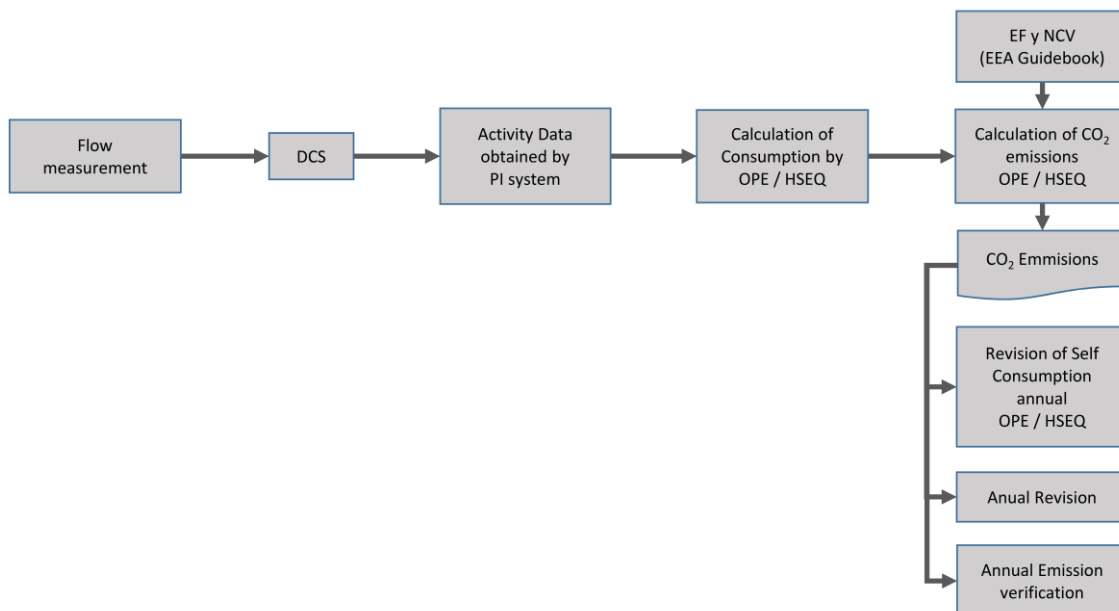 EF y NCV
(EEA Guidebook)
Flow
measurement
DCS
Activity Data
obtained by
PI system
Calculation of
Consumption by
OPE / HSEQ
Calculation of CO₂
emissions
OPE / HSEQ
CO₂ Emmisions
Revision of Self
Consumption
annual
OPE / HSEQ
Anual Revision
Annual Emission
verification